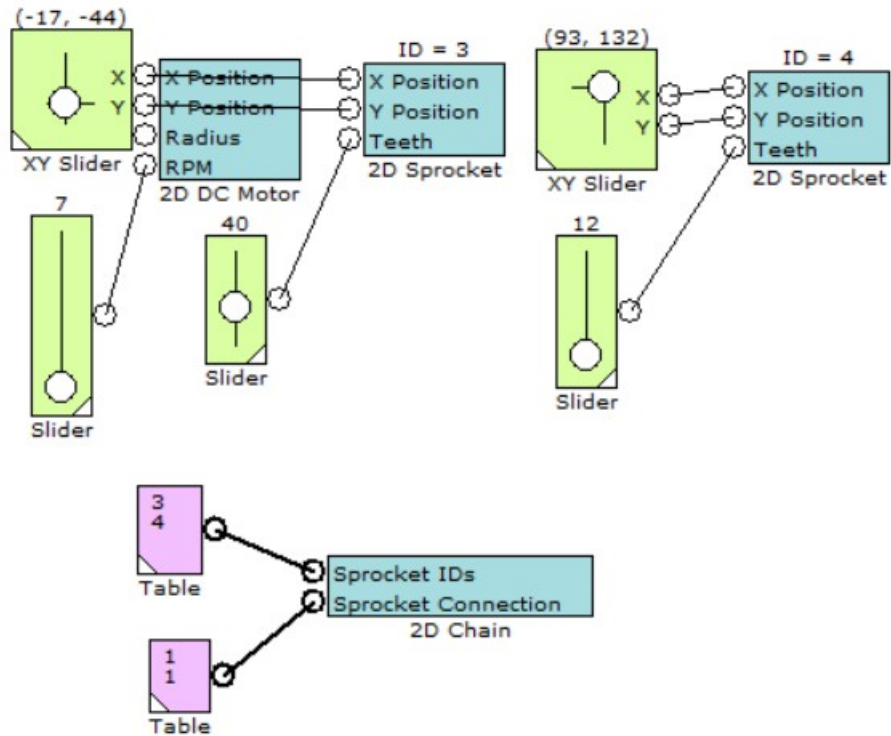 (-17, -44)
X
Y
XY Slider
X Position
Y Position
Radius
RPM
2D DC Motor
ID = 3
X Position
Y Position
Teeth
2D Sprocket
(93, 132)
X
Y
XY Slider
ID = 4
X Position
Y Position
Teeth
2D Sprocket
7
Slider
40
Slider
12
Slider
3
4
Table
Sprocket IDs
Sprocket Connection
2D Chain
1
1
Table